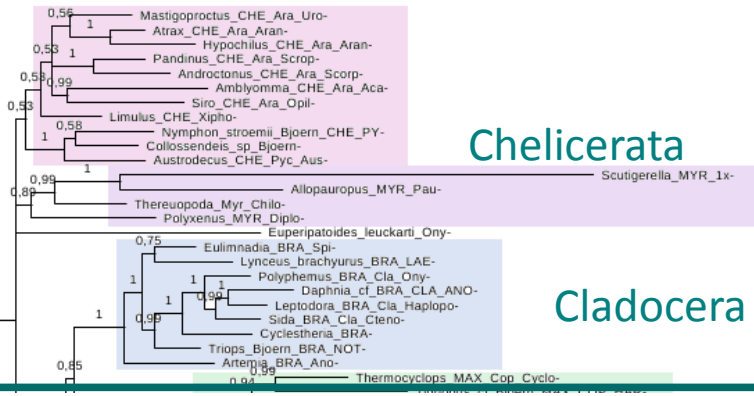 0,56
Mastigoproctus_CHE_Ara_Uro-
1
Atrax_CHE_Ara_Aran-
Hypochilus_CHE_Ara_Aran-
0,53
1
Pandinus_CHE_Ara_Scrop-
Androctonus_CHE_Ara_Scorp-
0,53
0,99
Amblyomma_CHE_Ara_Aca-
Siro_CHE_Ara_Opil-
0,53
Limulus_CHE_Xipho-
0,58
Nymphon_stroemii_Bjoern_CHE_PY-
1
Collossendeis_sp_Bjoern-
Austrodecus_CHE_Pyc_Aus-
Chelicerata
1
Scutigerella_MYR_1x-
0,99
Allopauropus_MYR_Pau-
0,89
Thereuopoda_Myr_Chilo-
Polyxenus_MYR_Diplo-
Euperipatoides_leuckarti_Ony-
0,75
Eulimnadia_BRA_Spi-
Lynceus_brachyurus_BRA_LAE-
1
1
Polyphemus_BRA_Cla_Ony-
1
Daphnia_cf_BRA_CLA_ANO-
0,99
1
Leptodora_BRA_Cla_Haplopo-
Cladocera
1
0,99
Sida_BRA_Cla_Cteno-
Cyclestheria_BRA-
Triops_Bjoern_BRA_NOT-
Artemia_BRA_Ano-
0,85
0,99
Thermocyclops_MAX_Cop_Cyclo-
0,94